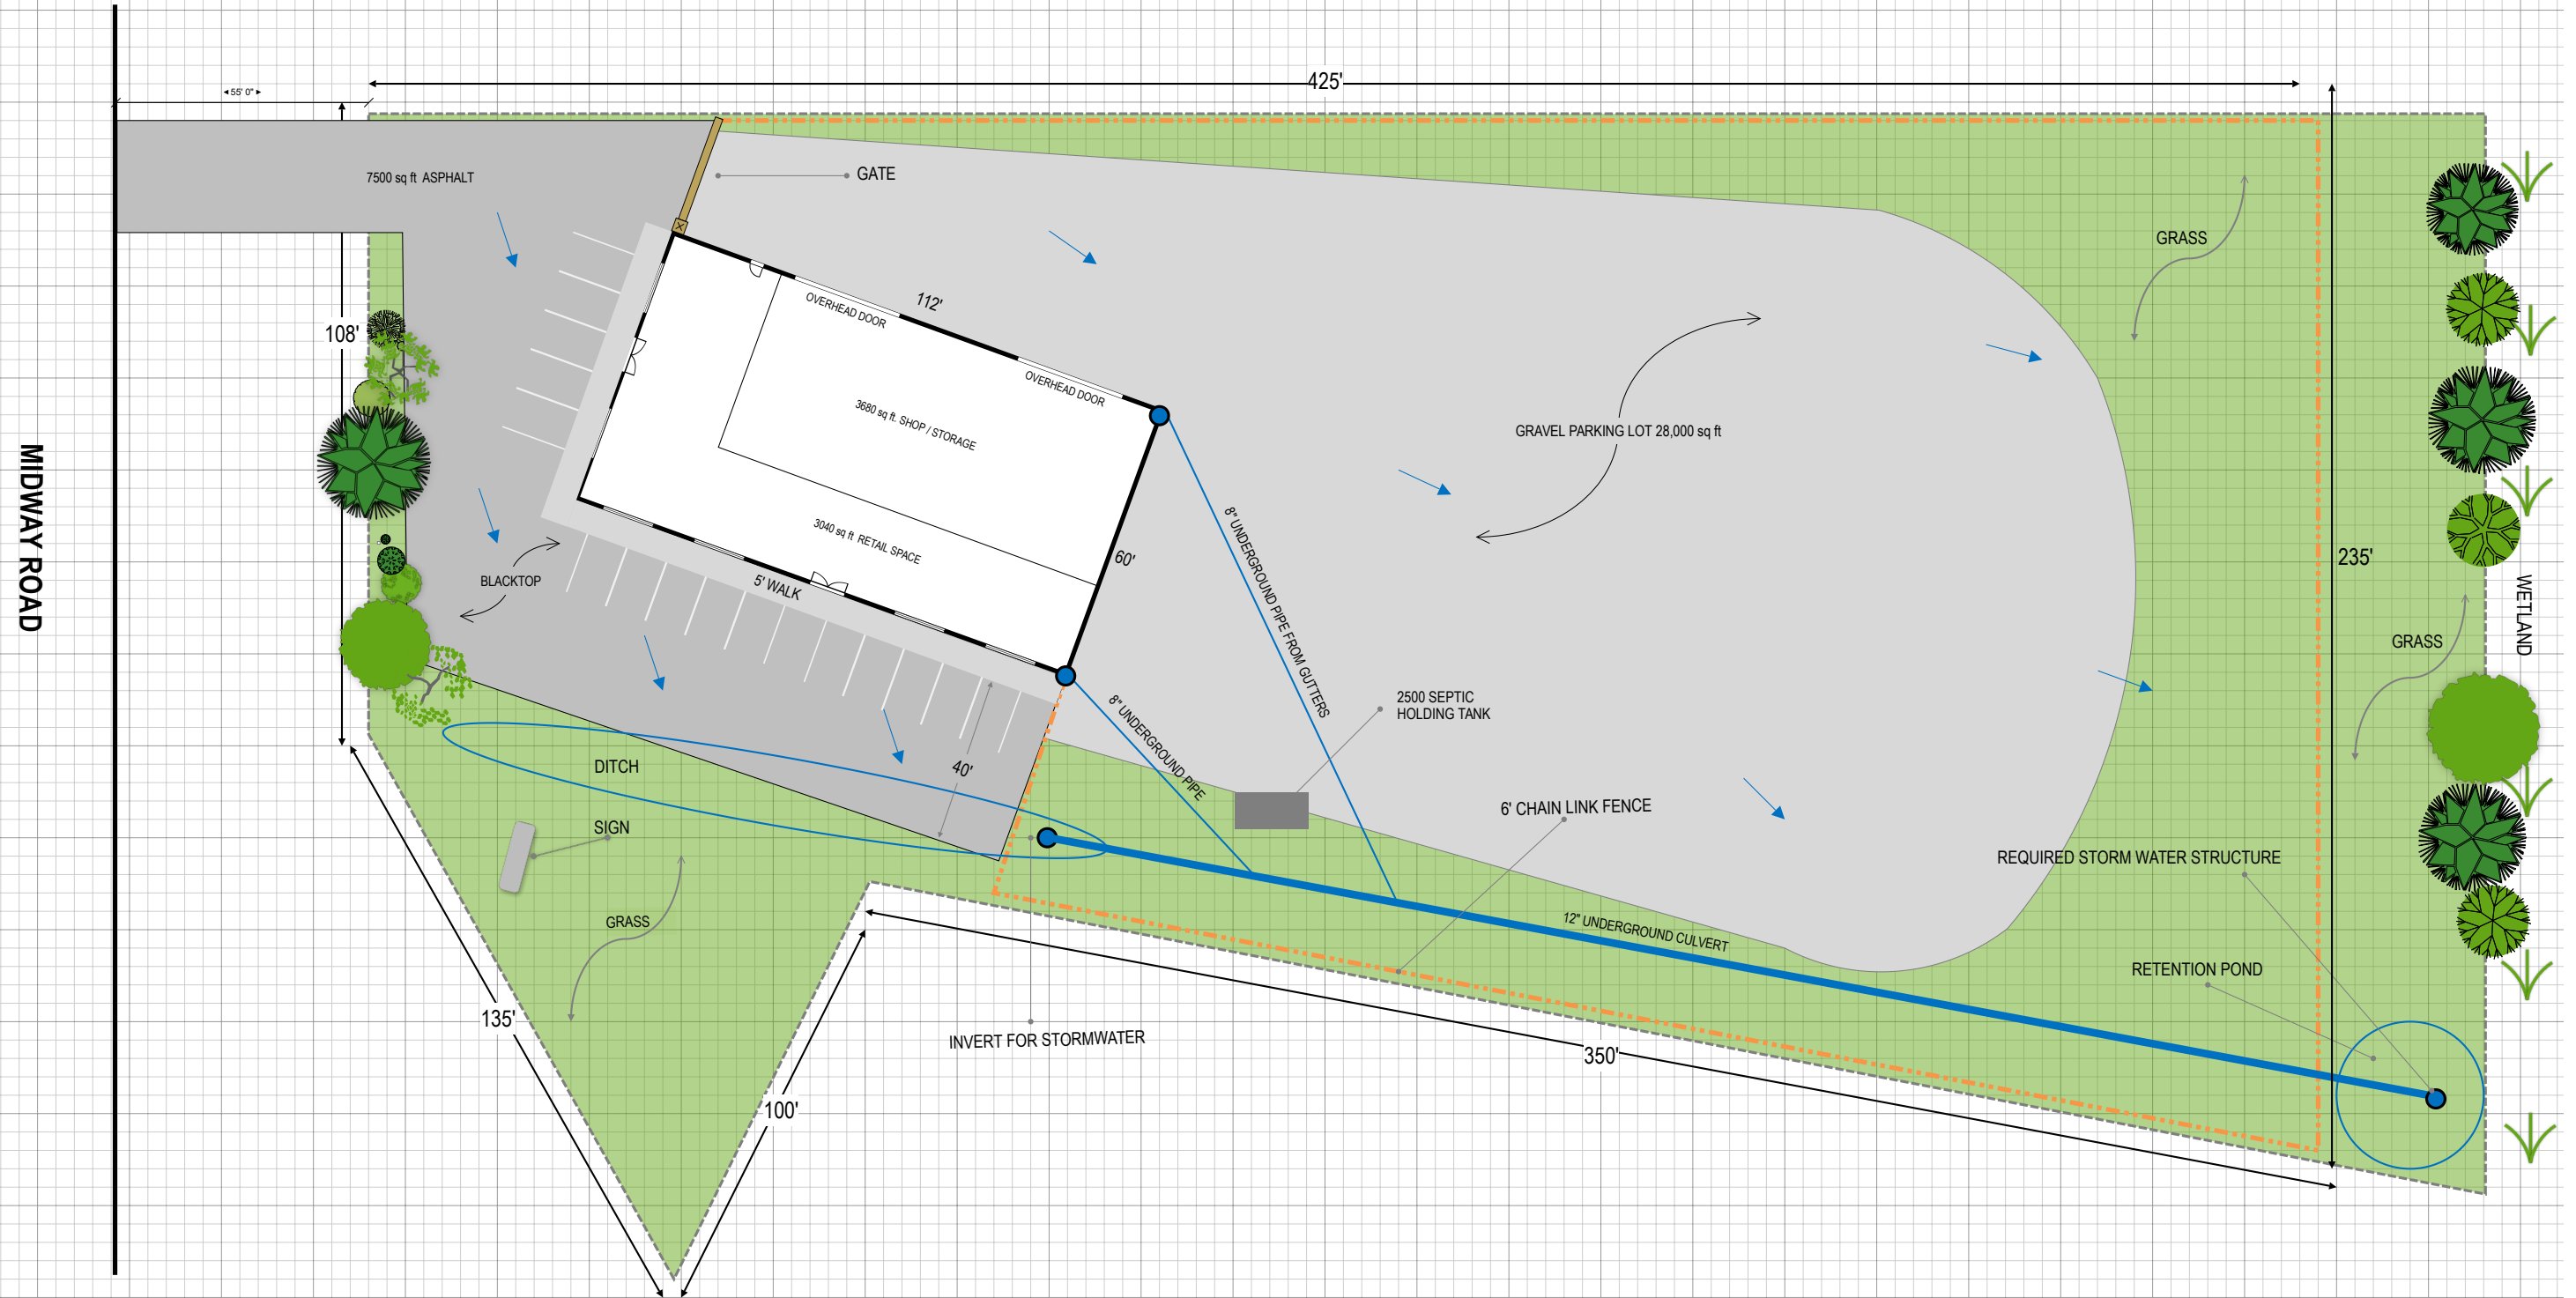 425'
55' 0"
7500 sq ft ASPHALT
GATE
GRASS
108'
112'
OVERHEAD DOOR
OVERHEAD DOOR
3680 sq ft. SHOP / STORAGE
GRAVEL PARKING LOT 28,000 sq ft
MIDWAY ROAD
3040 sq ft RETAIL SPACE
60'
235'
8" UNDERGROUND PIPE FROM GUTTERS
BLACKTOP
5' WALK
WETLAND
GRASS
2500 SEPTIC
HOLDING TANK
8" UNDERGROUND PIPE
40'
DITCH
6' CHAIN LINK FENCE
SIGN
REQUIRED STORM WATER STRUCTURE
GRASS
12" UNDERGROUND CULVERT
RETENTION POND
135'
INVERT FOR STORMWATER
350'
100'